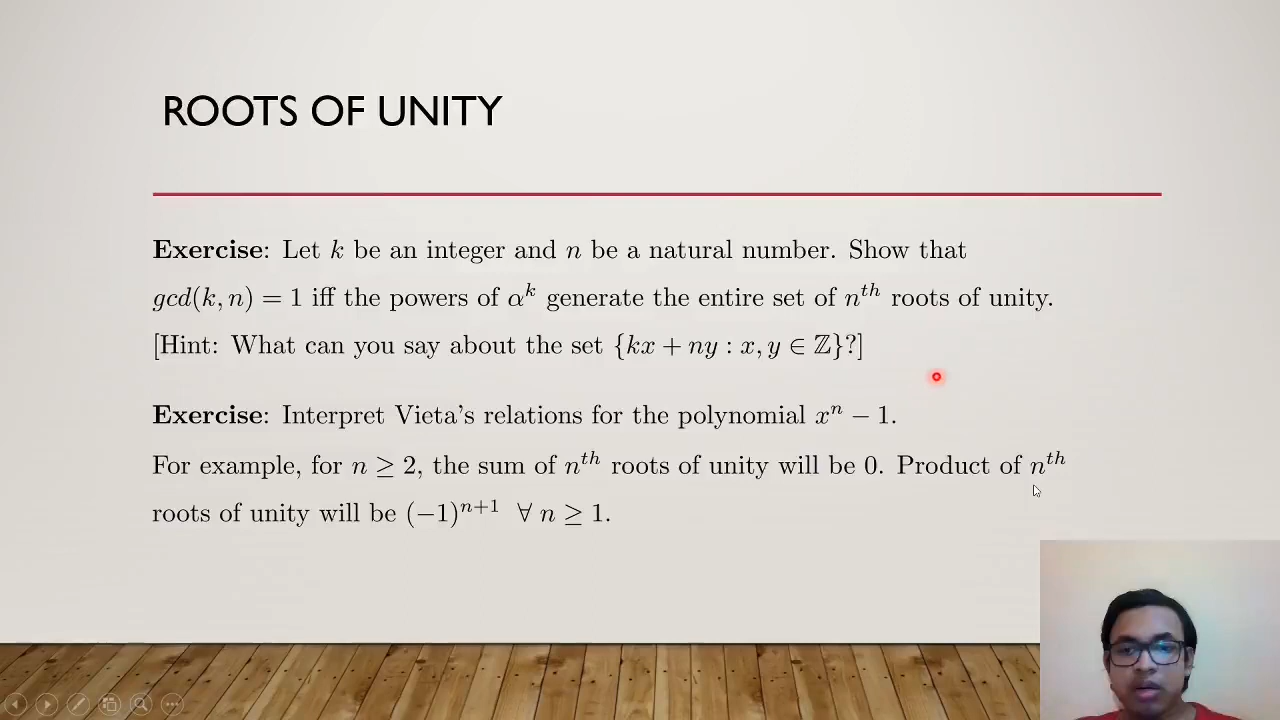 ROOTS OF UNITY
Exercise: Let k be an integer and n be a natural number. Show that
gcd(k, n) = 1 iff the powers of α^k generate the entire set of n^{th} roots of unity.
[Hint: What can you say about the set {kx + ny : x, y ∈ ℤ}?]
Exercise: Interpret Vieta's relations for the polynomial x^n − 1.
For example, for n ≥ 2, the sum of n^{th} roots of unity will be 0. Product of n^{th}
roots of unity will be (−1)^{n+1} ∀ n ≥ 1.